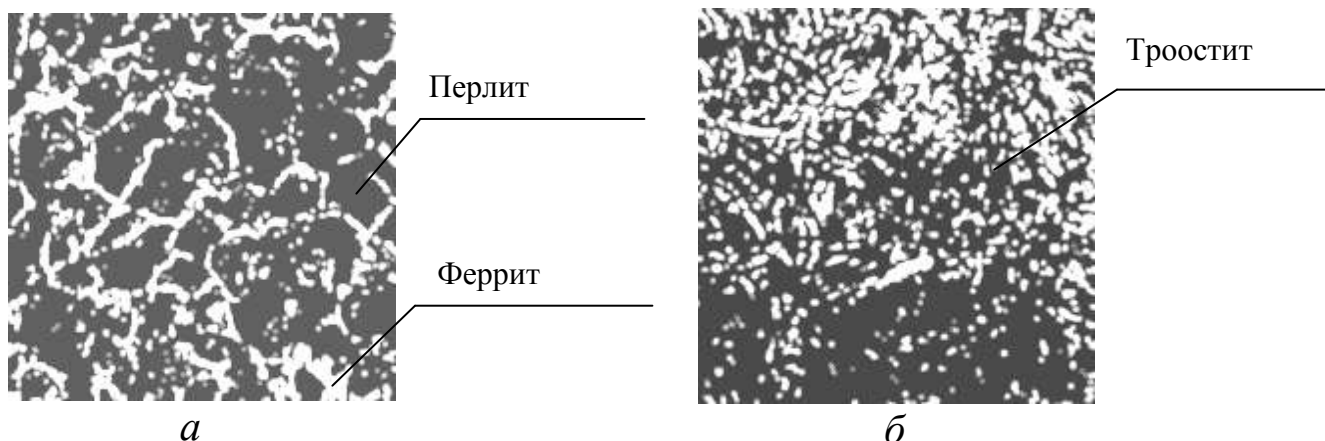 Перлит
Феррит
Троостит
а
б